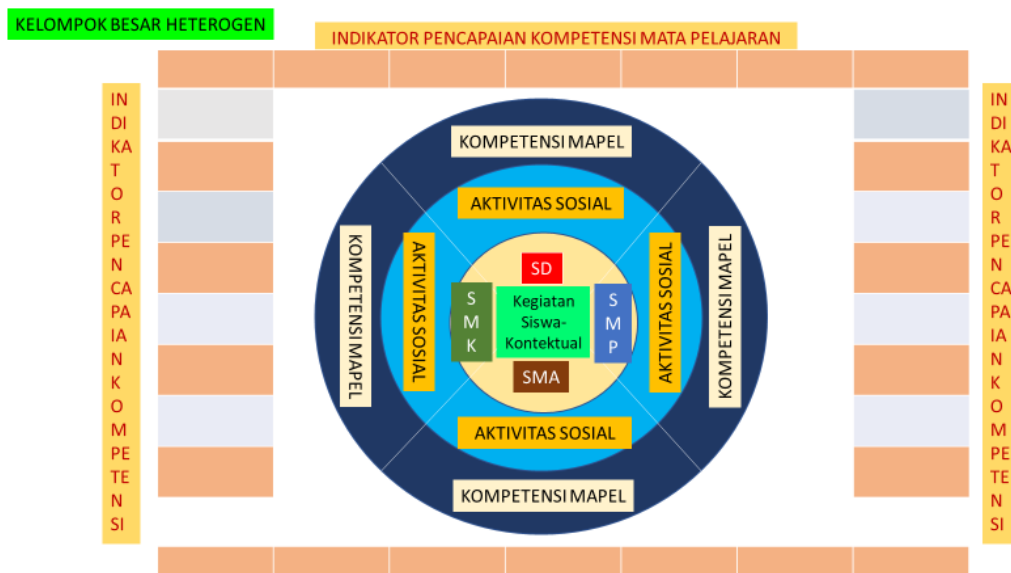 KELOMPOK BESAR HETEROGEN
INDIKATOR PENCAPAIAN KOMPETENSI MATA PELAJARAN
IN
DI
KA
T
O
R
PE
N
CA
PA
IA
N
K
O
M
PE
TE
N
SI
KOMPETENSI MAPEL
AKTIVITAS SOSIAL
KOMPETENSI MAPEL
AKTIVITAS SOSIAL
SD
S
M
K
Kegiatan
Siswa-
Kontektual
S
M
P
SMA
AKTIVITAS SOSIAL
KOMPETENSI MAPEL
AKTIVITAS SOSIAL
KOMPETENSI MAPEL
IN
DI
KA
T
O
R
PE
N
CA
PA
IA
N
K
O
M
PE
TE
N
SI